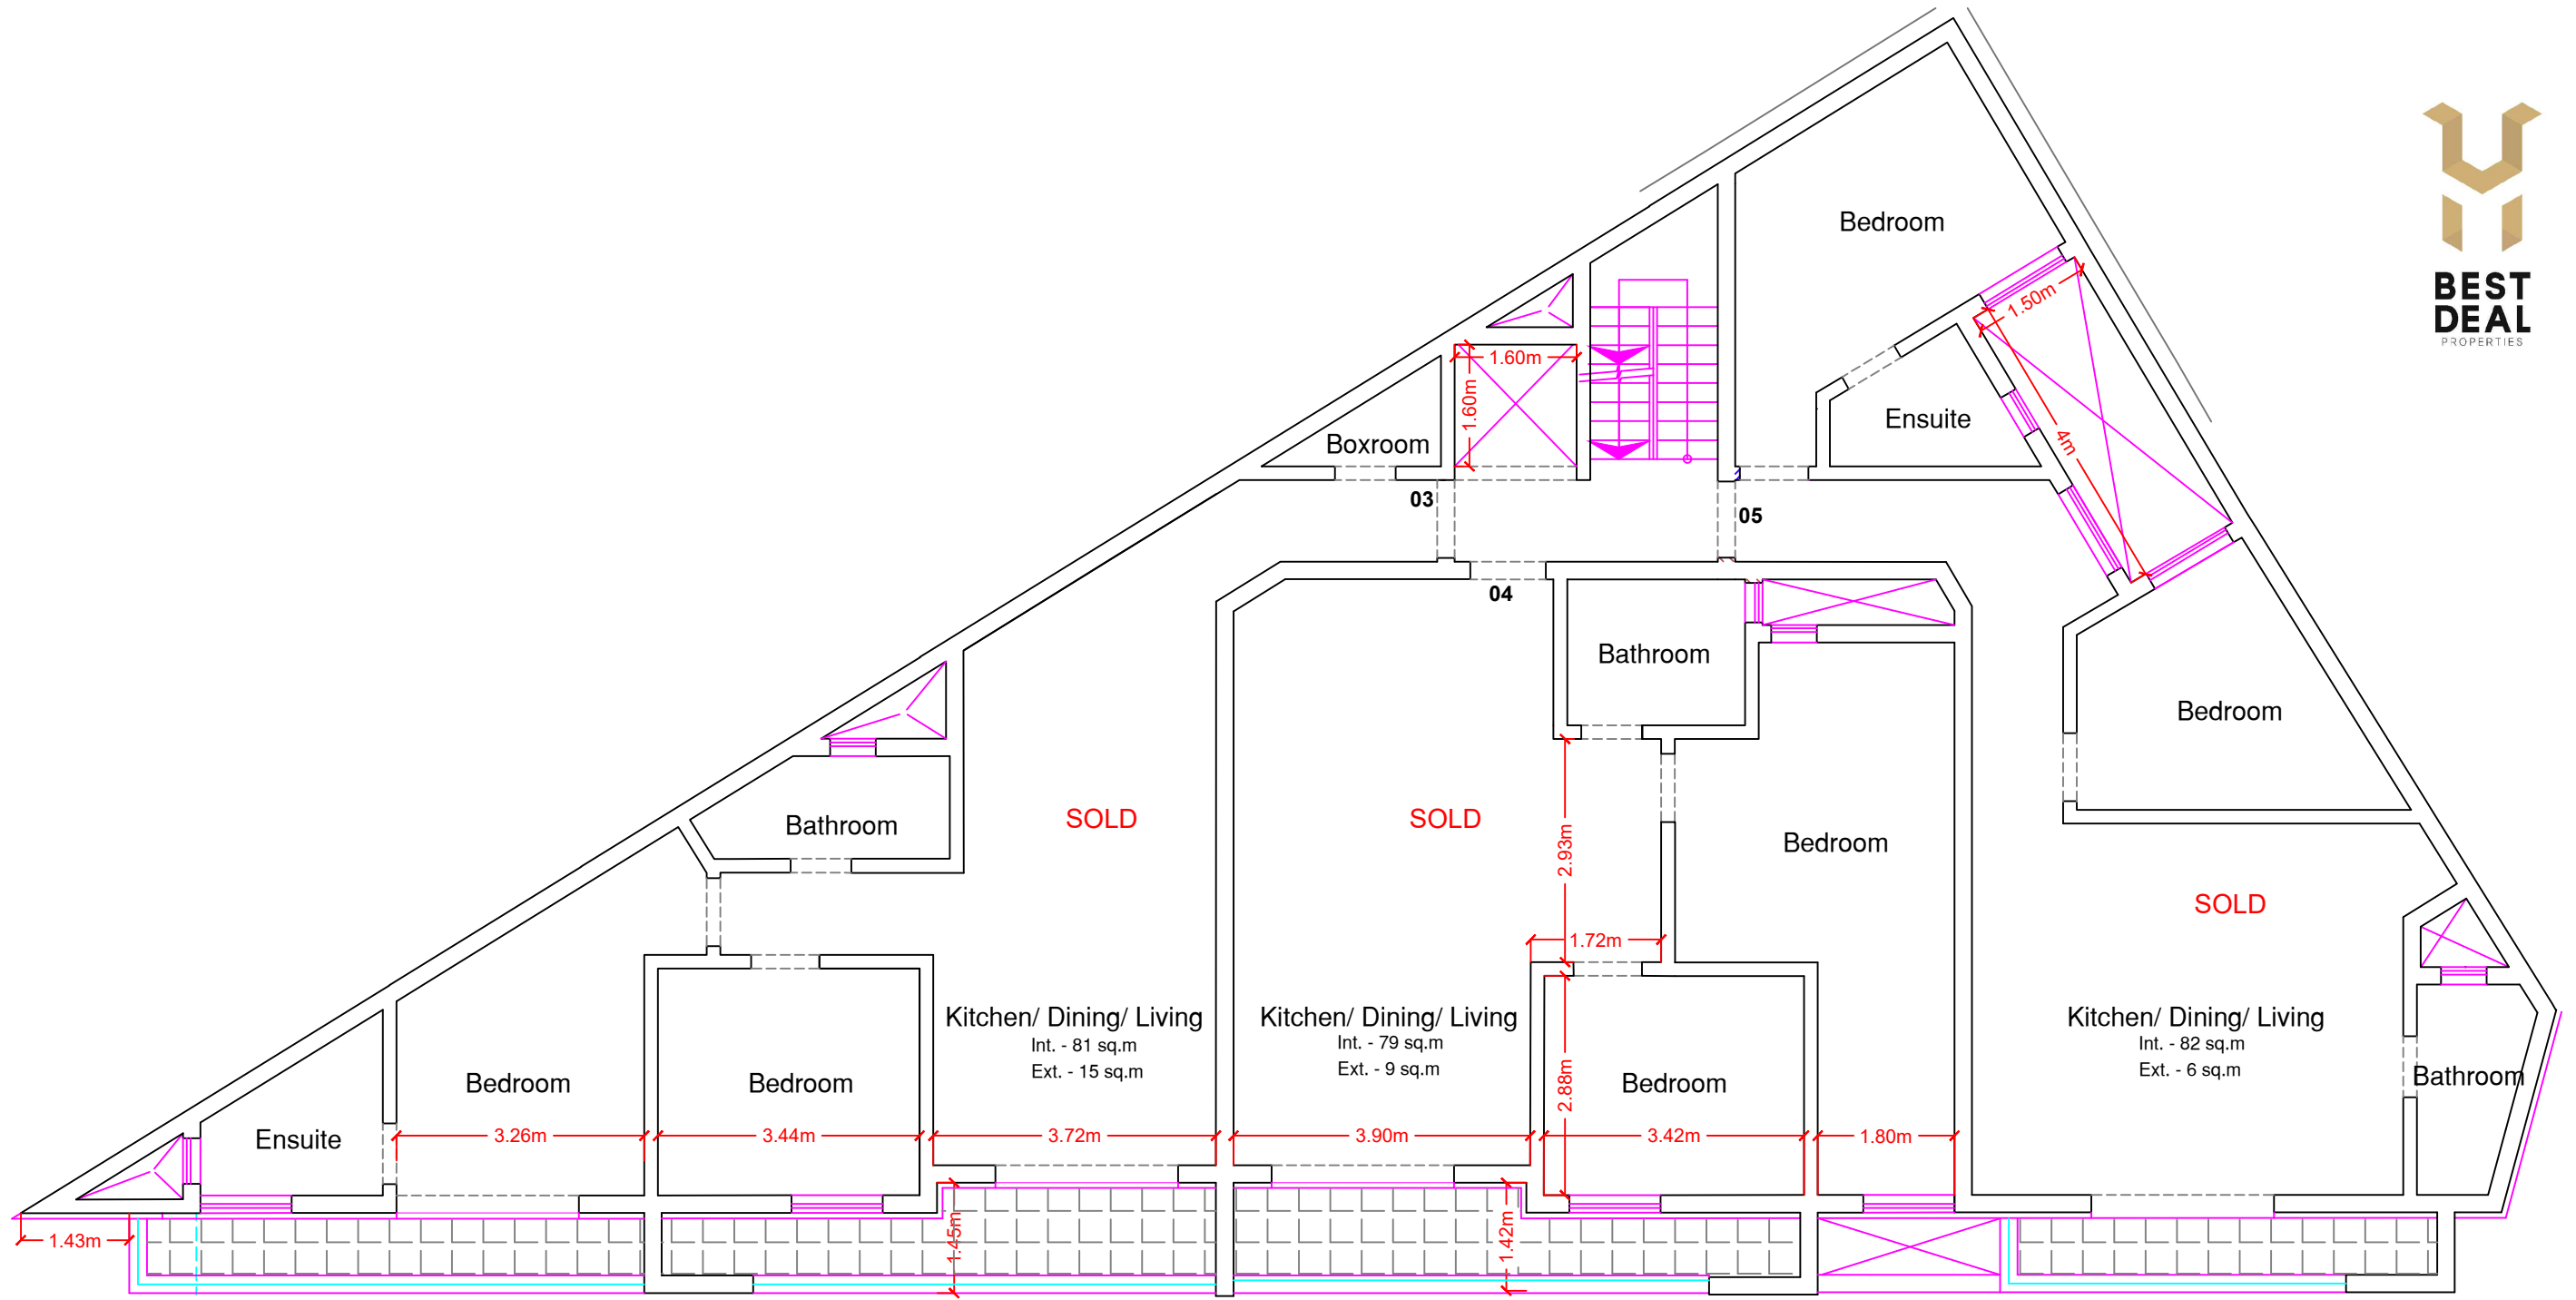 BEST
DEAL
PROPERTIES
Bedroom
1.50m
1.60m
1.60m
4m
Ensuite
Boxroom
03
05
04
Bathroom
Bedroom
Bathroom
SOLD
SOLD
Bedroom
2.93m
SOLD
1.72m
Kitchen/ Dining/ Living
Int. - 81 sq.m
Ext. - 15 sq.m
Kitchen/ Dining/ Living
Int. - 79 sq.m
Ext. - 9 sq.m
Kitchen/ Dining/ Living
Int. - 82 sq.m
Ext. - 6 sq.m
Bedroom
Bedroom
2.88m
Bedroom
Bathroom
Ensuite
3.26m
3.44m
3.72m
3.90m
3.42m
1.80m
1.43m
1.45m
1.42m